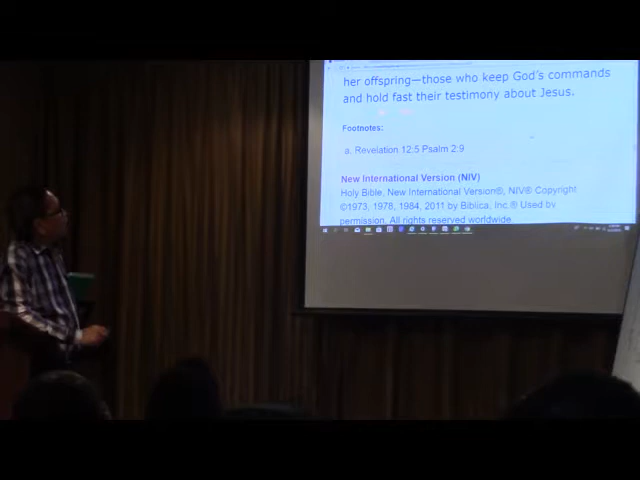 her offspring—those who keep God's commands
and hold fast their testimony about Jesus.
Footnotes:
a. Revelation 12:5 Psalm 2:9
New International Version (NIV)
Holy Bible, New International Version®, NIV® Copyright
©1973, 1978, 1984, 2011 by Biblica, Inc.® Used by
permission. All rights reserved worldwide.